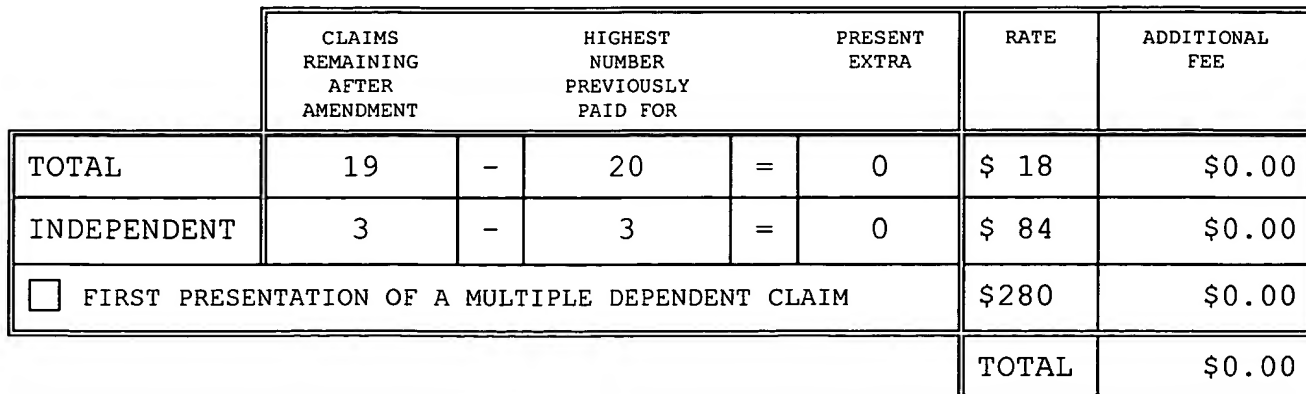 CLAIMS REMAINING AFTER AMENDMENT HIGHEST NUMBER PREVIOUSLY PAID FOR PRESENT EXTRA RATE ADDITIONAL FEE
TOTAL 19 - 20 = 0 $ 18 $0.00
INDEPENDENT 3 - 3 = 0 $ 84 $0.00
FIRST PRESENTATION OF A MULTIPLE DEPENDENT CLAIM $280 $0.00
TOTAL $0.00